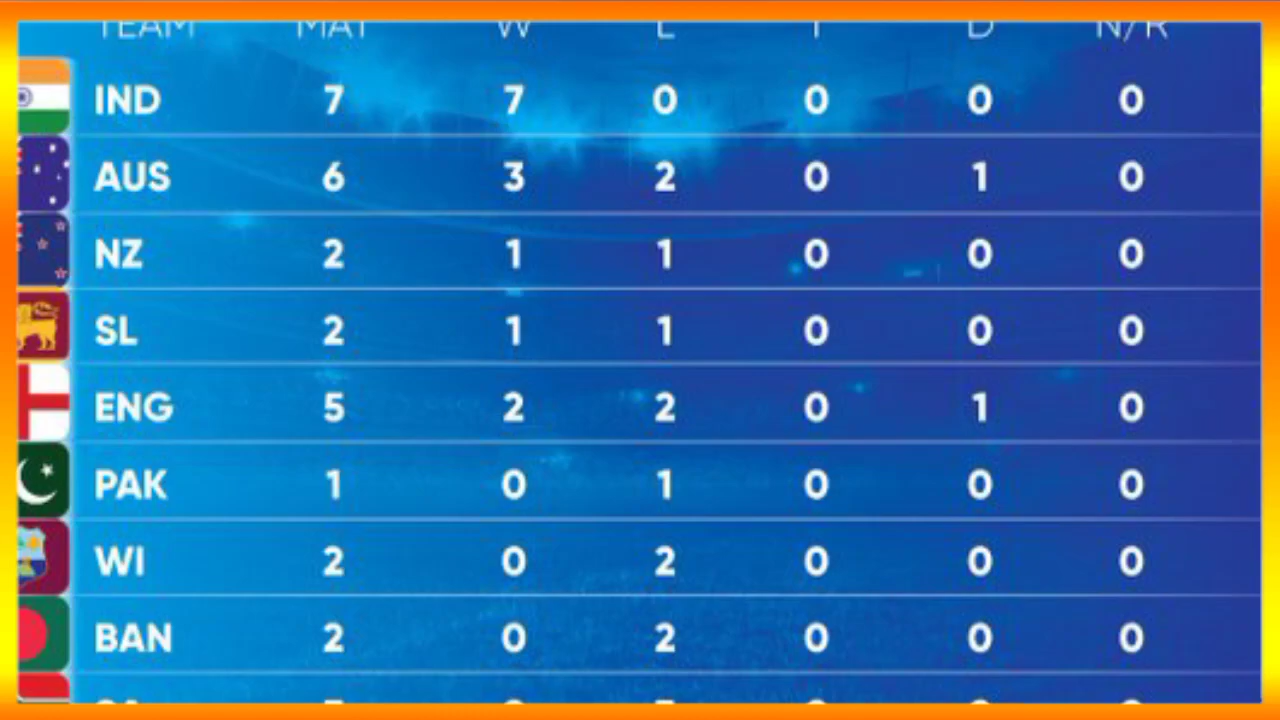 TEAM MAT W L T D N/R
IND 7 7 0 0 0 0
AUS 6 3 2 0 1 0
NZ 2 1 1 0 0 0
SL 2 1 1 0 0 0
ENG 5 2 2 0 1 0
PAK 1 0 1 0 0 0
WI 2 0 2 0 0 0
BAN 2 0 2 0 0 0